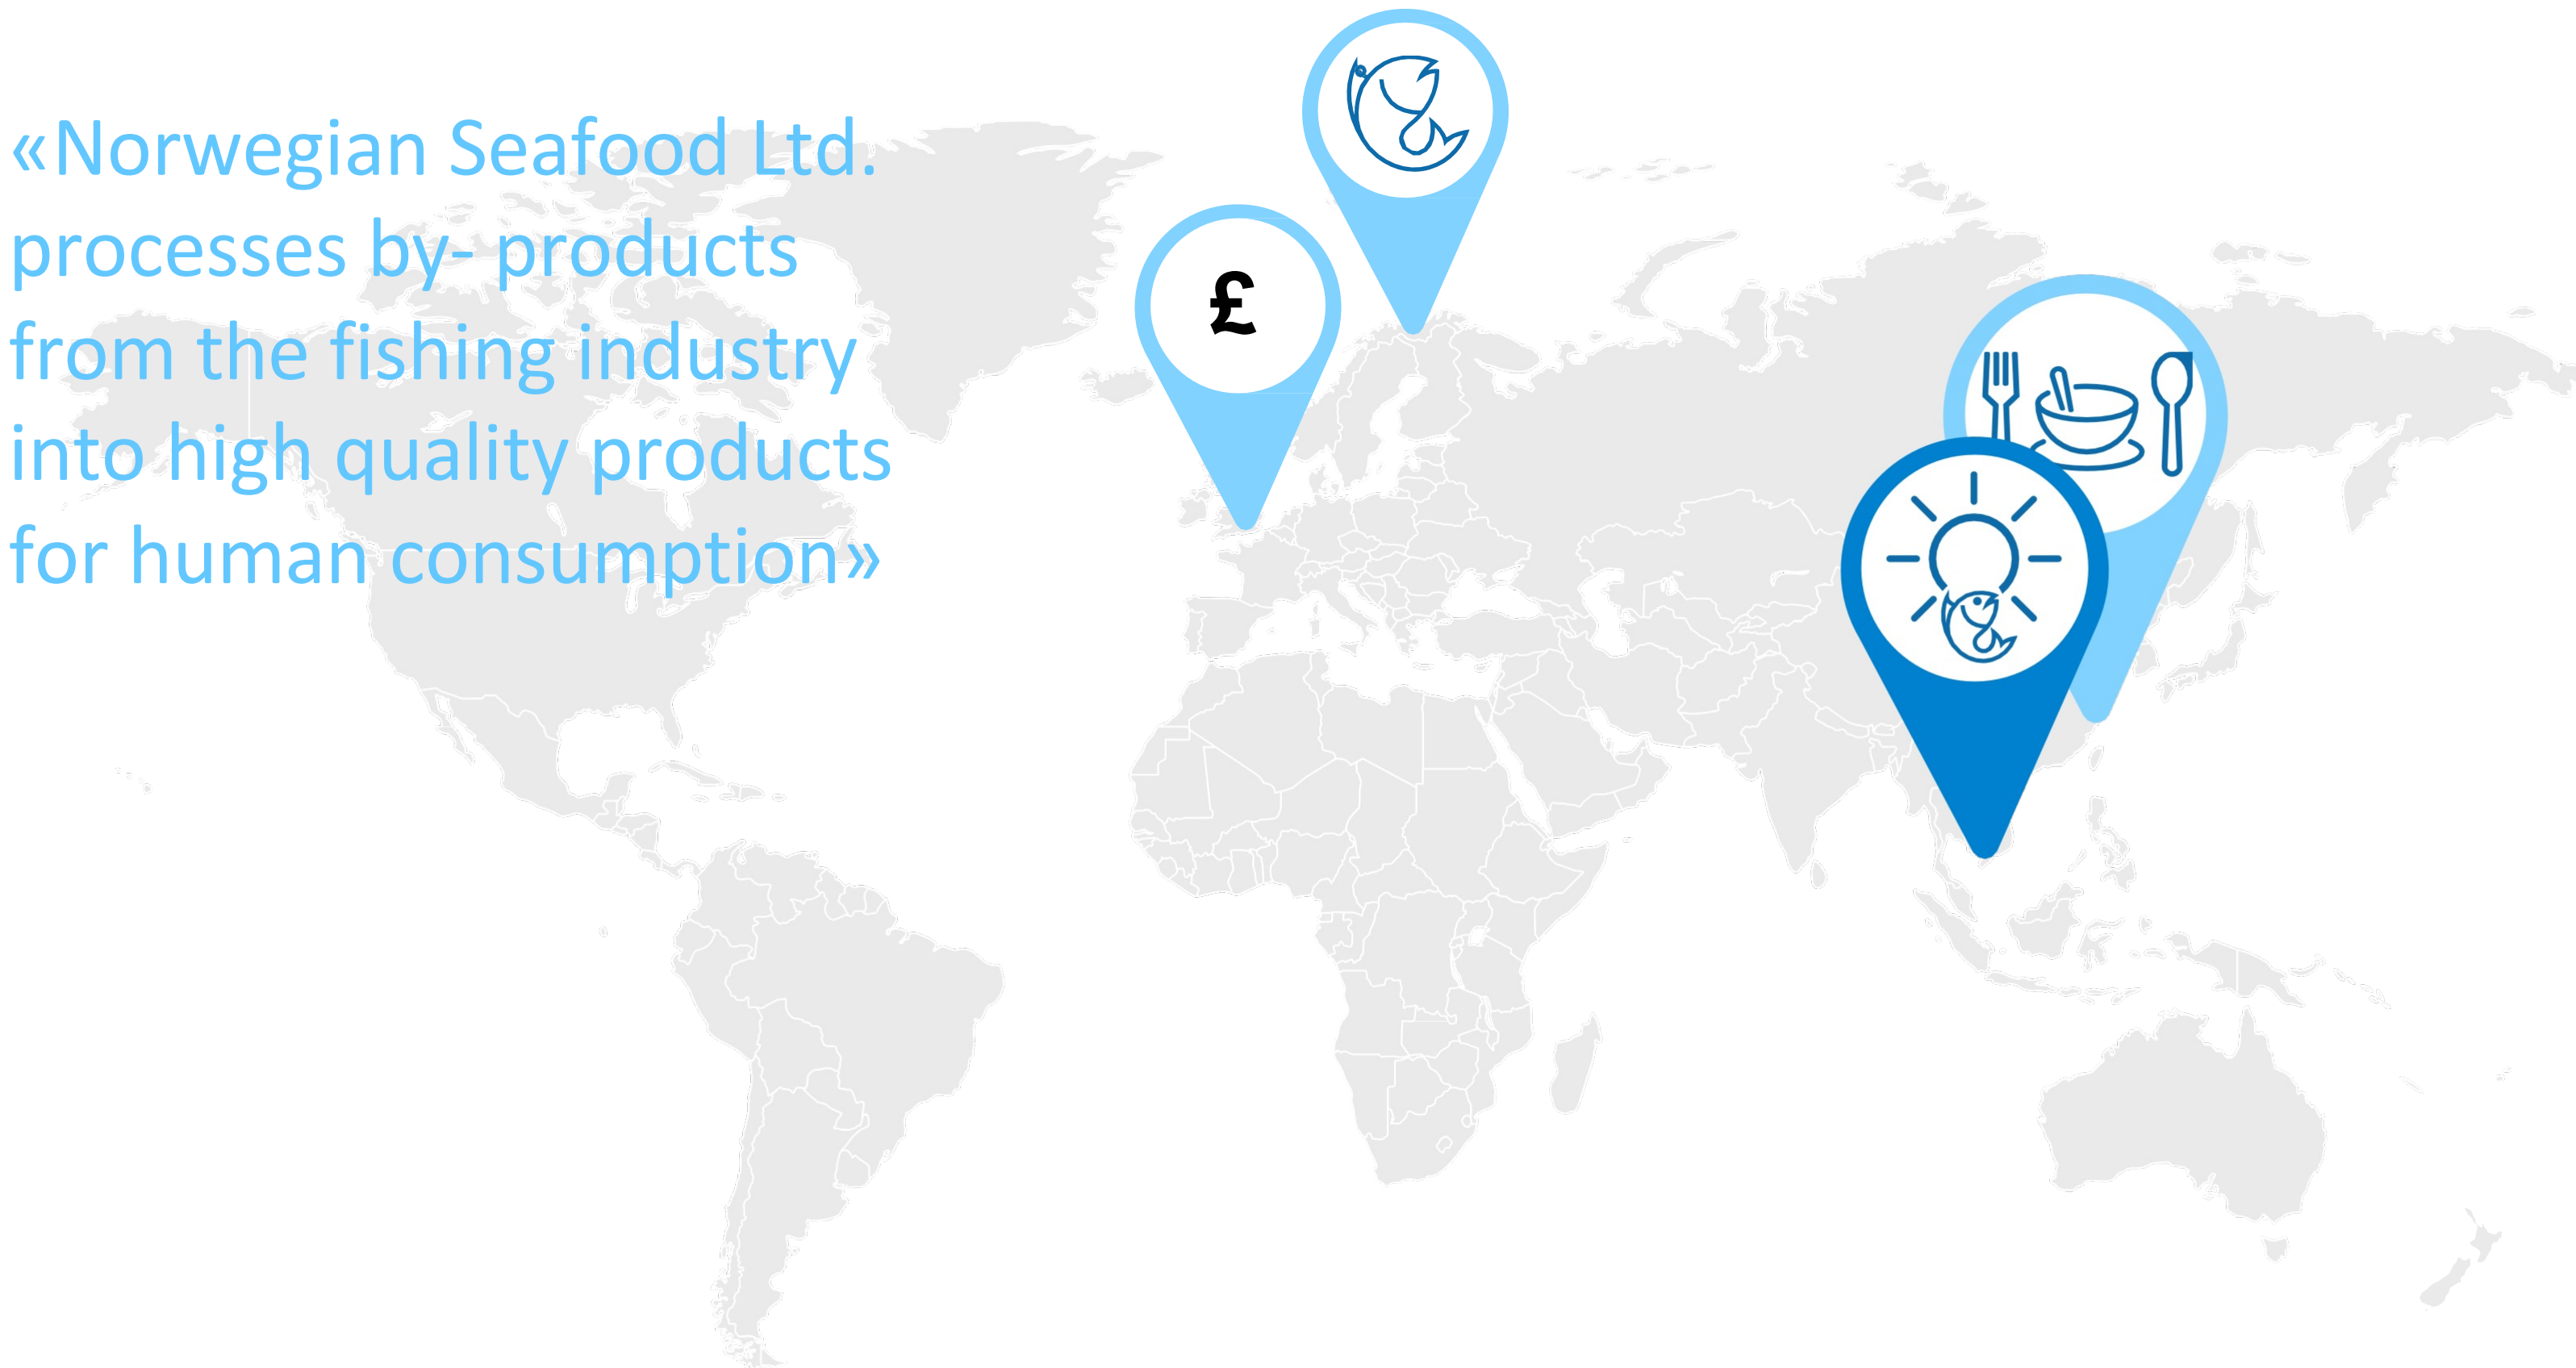 «Norwegian Seafood Ltd.
processes by- products
from the fishing industry
into high quality products
for human consumption»
£